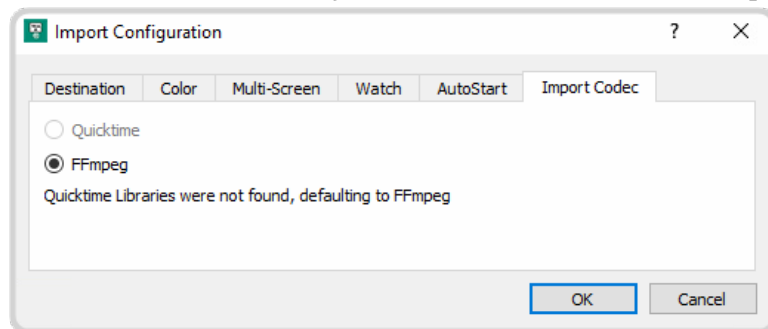 Import Configuration ?
Destination Color Multi-Screen Watch AutoStart Import Codec
Quicktime
FFmpeg
Quicktime Libraries were not found, defaulting to FFmpeg
OK Cancel